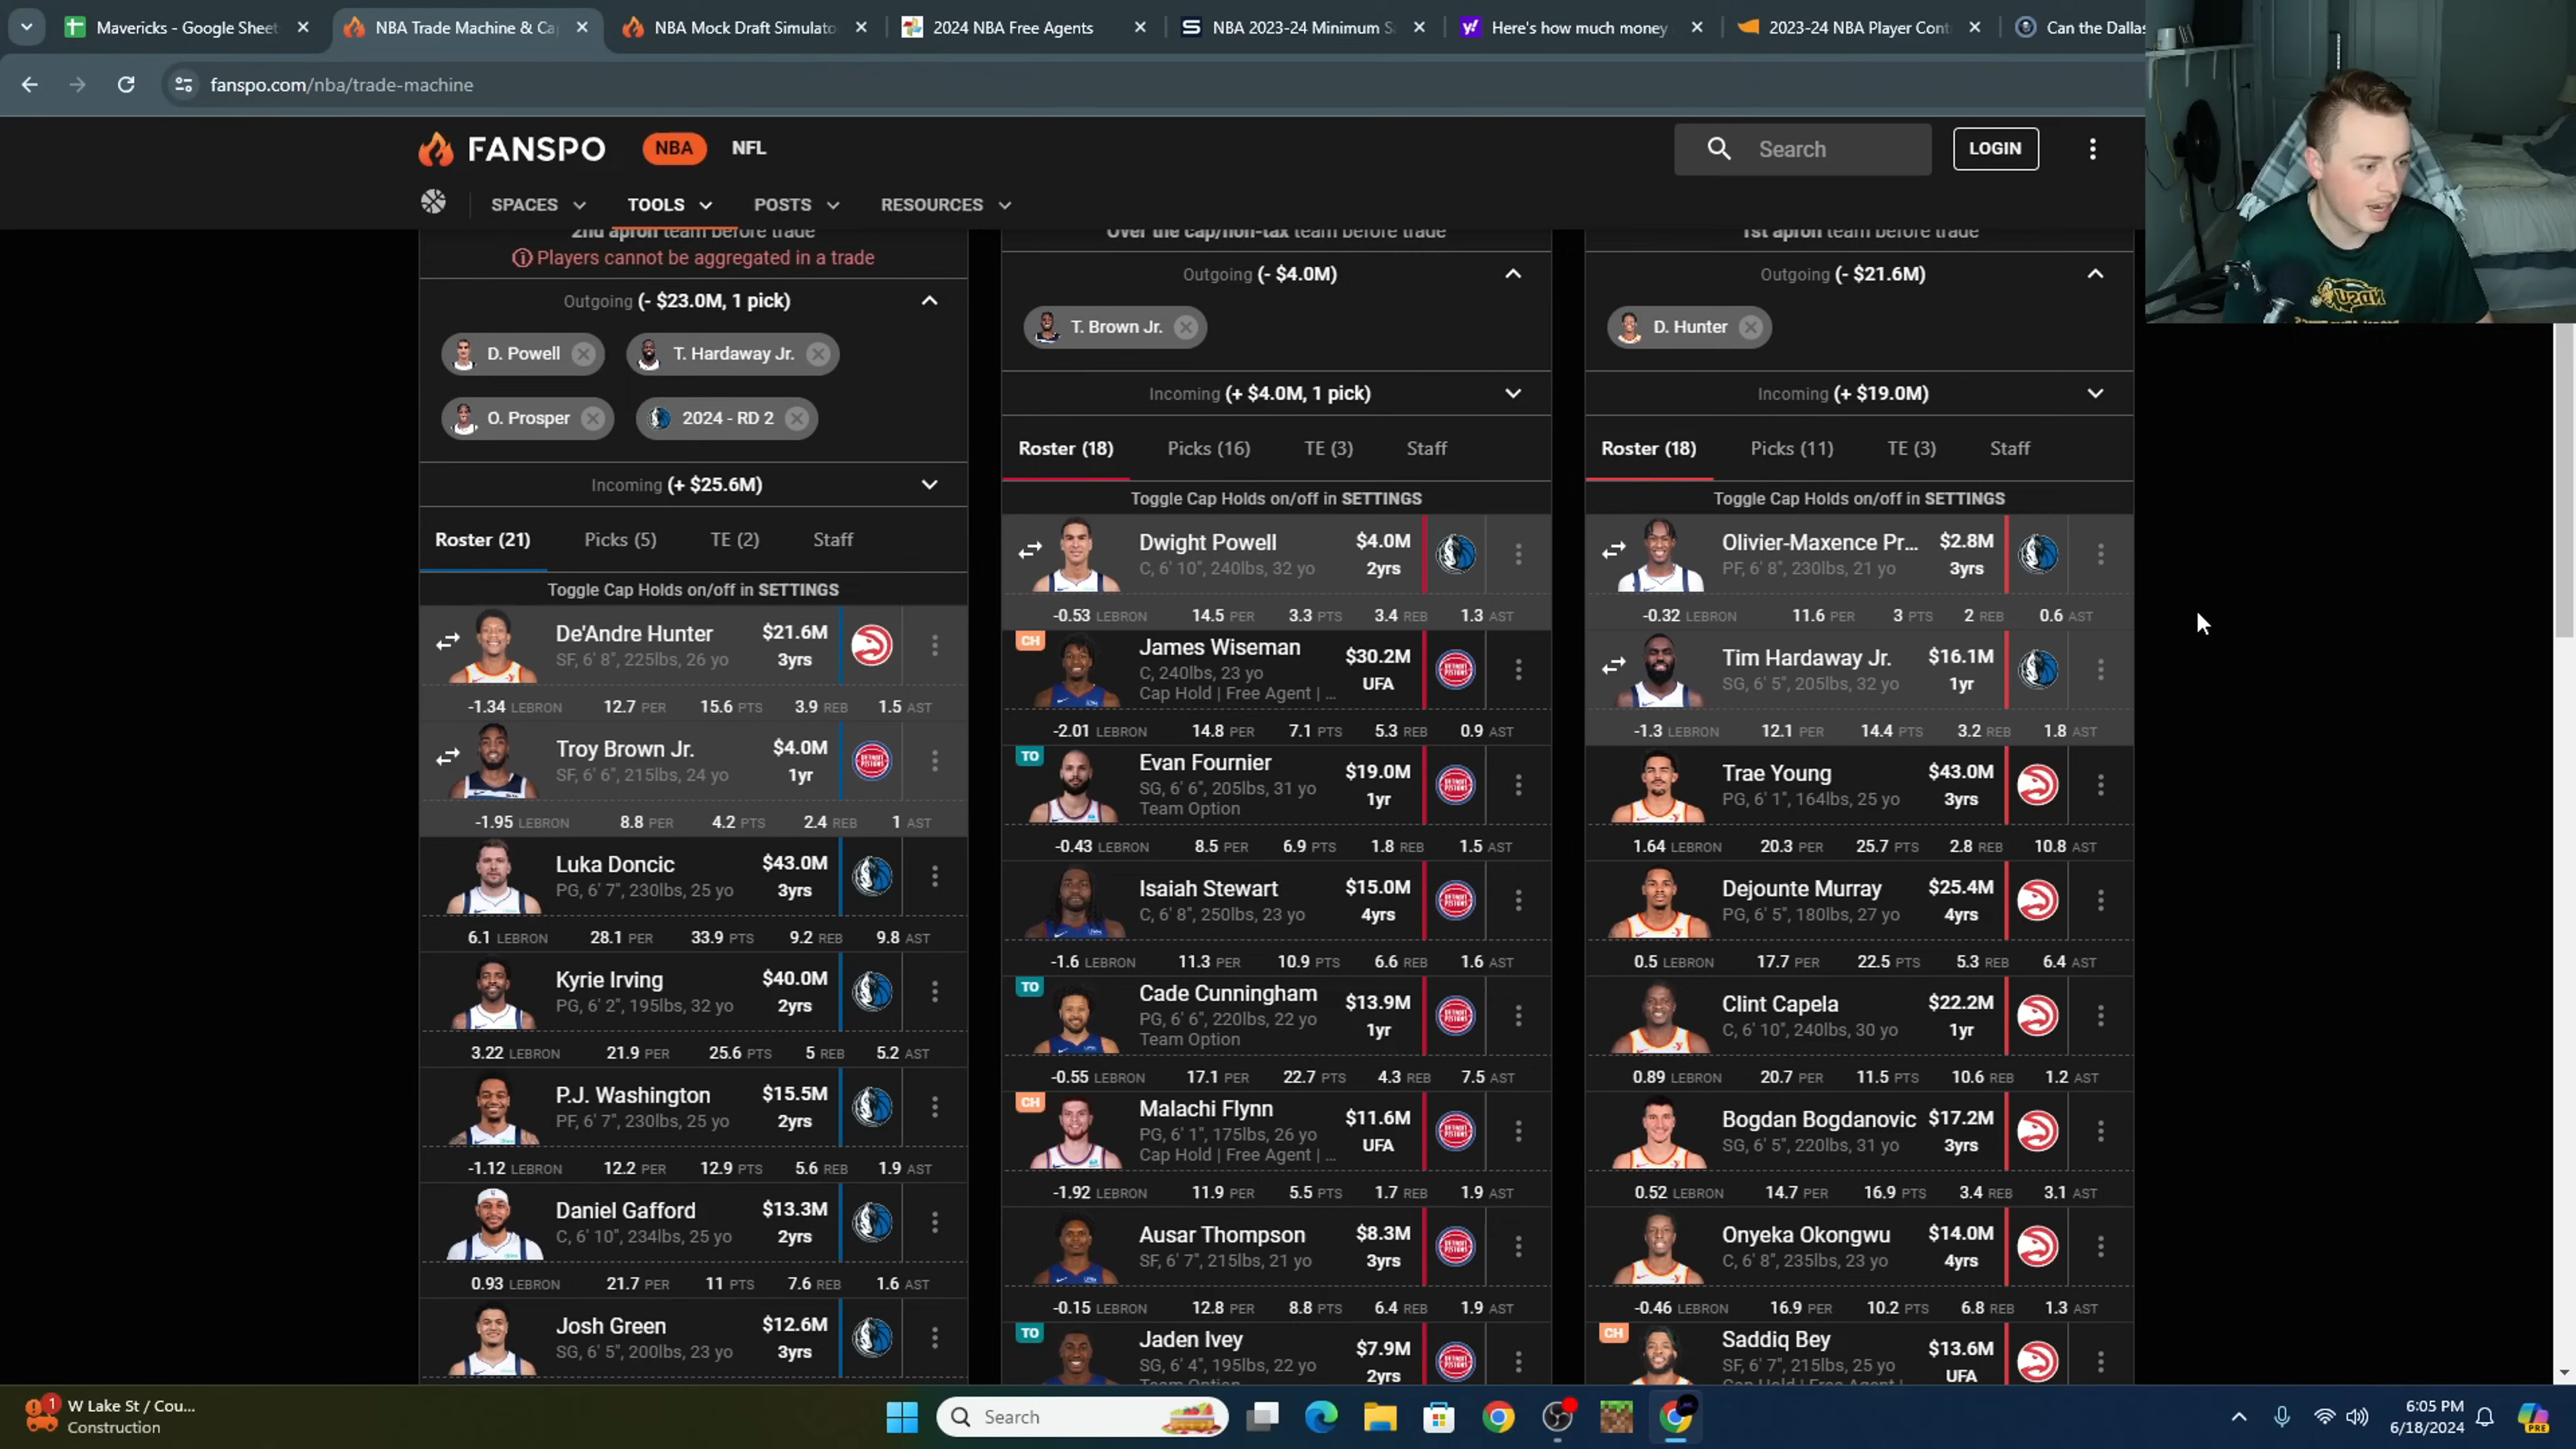 Mavericks - Google Sheet
NBA Trade Machine & Ca
NBA Mock Draft Simulato
2024 NBA Free Agents
NBA 2023-24 Minimum S
Here's how much money
2023-24 NBA Player Cont
Can the Dallas
fanspo.com/nba/trade-machine
FANSPO
NBA
NFL
Search
LOGIN
SPACES
TOOLS
POSTS
RESOURCES
2nd apron team before trade
Players cannot be aggregated in a trade
Outgoing (- $23.0M, 1 pick)
D. Powell
T. Hardaway Jr.
O. Prosper
2024 - RD 2
Incoming (+ $25.6M)
Roster (21) Picks (5) TE (2) Staff
Toggle Cap Holds on/off in SETTINGS
De'Andre Hunter $21.6M
SF, 6' 8", 225lbs, 26 yo 3yrs
-1.34 LEBRON 12.7 PER 15.6 PTS 3.9 REB 1.5 AST
Troy Brown Jr. $4.0M
SF, 6' 6", 215lbs, 24 yo 1yr
-1.95 LEBRON 8.8 PER 4.2 PTS 2.4 REB 1 AST
Luka Doncic $43.0M
PG, 6' 7", 230lbs, 25 yo 3yrs
6.1 LEBRON 28.1 PER 33.9 PTS 9.2 REB 9.8 AST
Kyrie Irving $40.0M
PG, 6' 2", 195lbs, 32 yo 2yrs
3.22 LEBRON 21.9 PER 25.6 PTS 5 REB 5.2 AST
P.J. Washington $15.5M
PF, 6' 7", 230lbs, 25 yo 2yrs
-1.12 LEBRON 12.2 PER 12.9 PTS 5.6 REB 1.9 AST
Daniel Gafford $13.3M
C, 6' 10", 234lbs, 25 yo 2yrs
0.93 LEBRON 21.7 PER 11 PTS 7.6 REB 1.6 AST
Josh Green $12.6M
SG, 6' 5", 200lbs, 23 yo 3yrs
Over the cap/non-tax team before trade
Outgoing (- $4.0M)
T. Brown Jr.
Incoming (+ $4.0M, 1 pick)
Roster (18) Picks (16) TE (3) Staff
Toggle Cap Holds on/off in SETTINGS
Dwight Powell $4.0M
C, 6' 10", 240lbs, 32 yo 2yrs
-0.53 LEBRON 14.5 PER 3.3 PTS 3.4 REB 1.3 AST
CH
James Wiseman $30.2M
C, 240lbs, 23 yo UFA
Cap Hold | Free Agent | ...
-2.01 LEBRON 14.8 PER 7.1 PTS 5.3 REB 0.9 AST
TO
Evan Fournier $19.0M
SG, 6' 6", 205lbs, 31 yo 1yr
Team Option
-0.43 LEBRON 8.5 PER 6.9 PTS 1.8 REB 1.5 AST
Isaiah Stewart $15.0M
C, 6' 8", 250lbs, 23 yo 4yrs
-1.6 LEBRON 11.3 PER 10.9 PTS 6.6 REB 1.6 AST
TO
Cade Cunningham $13.9M
PG, 6' 6", 220lbs, 22 yo 1yr
Team Option
-0.55 LEBRON 17.1 PER 22.7 PTS 4.3 REB 7.5 AST
CH
Malachi Flynn $11.6M
PG, 6' 1", 175lbs, 26 yo UFA
Cap Hold | Free Agent | ...
-1.92 LEBRON 11.9 PER 5.5 PTS 1.7 REB 1.9 AST
Ausar Thompson $8.3M
SF, 6' 7", 215lbs, 21 yo 3yrs
-0.15 LEBRON 12.8 PER 8.8 PTS 6.4 REB 1.9 AST
TO
Jaden Ivey $7.9M
SG, 6' 4", 195lbs, 22 yo 2yrs
Team Option
1st apron team before trade
Outgoing (- $21.6M)
D. Hunter
Incoming (+ $19.0M)
Roster (18) Picks (11) TE (3) Staff
Toggle Cap Holds on/off in SETTINGS
Olivier-Maxence Pr... $2.8M
PF, 6' 8", 230lbs, 21 yo 3yrs
-0.32 LEBRON 11.6 PER 3 PTS 2 REB 0.6 AST
Tim Hardaway Jr. $16.1M
SG, 6' 5", 205lbs, 32 yo 1yr
-1.3 LEBRON 12.1 PER 14.4 PTS 3.2 REB 1.8 AST
Trae Young $43.0M
PG, 6' 1", 164lbs, 25 yo 3yrs
1.64 LEBRON 20.3 PER 25.7 PTS 2.8 REB 10.8 AST
Dejounte Murray $25.4M
PG, 6' 5", 180lbs, 27 yo 4yrs
0.5 LEBRON 17.7 PER 22.5 PTS 5.3 REB 6.4 AST
Clint Capela $22.2M
C, 6' 10", 240lbs, 30 yo 1yr
0.89 LEBRON 20.7 PER 11.5 PTS 10.6 REB 1.2 AST
Bogdan Bogdanovic $17.2M
SG, 6' 5", 220lbs, 31 yo 3yrs
0.52 LEBRON 14.7 PER 16.9 PTS 3.4 REB 3.1 AST
Onyeka Okongwu $14.0M
C, 6' 8", 235lbs, 23 yo 4yrs
-0.46 LEBRON 16.9 PER 10.2 PTS 6.8 REB 1.3 AST
CH
Saddiq Bey $13.6M
SF, 6' 7", 215lbs, 25 yo UFA
Cap Hold | Free Agent |
NDSU
1
W Lake St / Cou...
Construction
Search
6:05 PM
6/18/2024
PRE